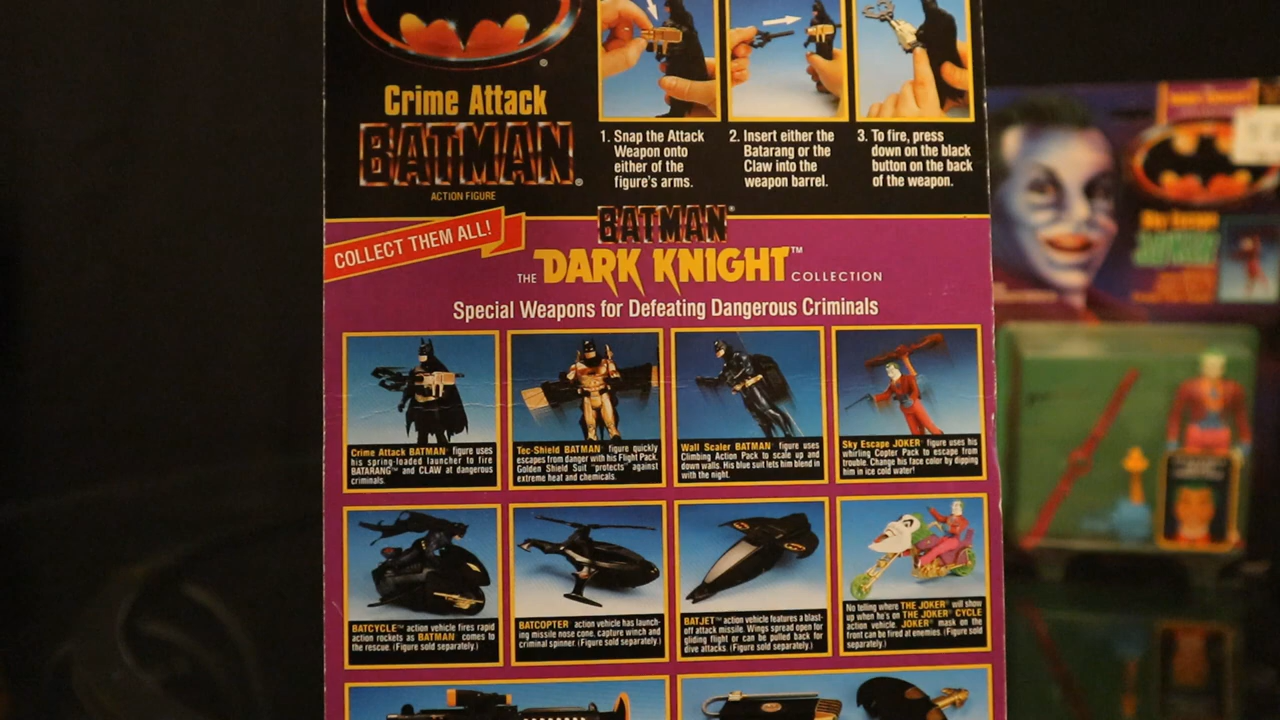 Crime Attack
BATMAN®
ACTION FIGURE
1. Snap the Attack
Weapon onto
either of the
figure's arms.
2. Insert either the
Batarang or the
Claw into the
weapon barrel.
3. To fire, press
down on the black
button on the back
of the weapon.
COLLECT THEM ALL!
BATMAN®
THE DARK KNIGHT™ COLLECTION
Special Weapons for Defeating Dangerous Criminals
Crime Attack BATMAN® figure uses
his spring-loaded launcher to fire
BATARANG™ and CLAW at dangerous
criminals.
Tec-Shield BATMAN® figure quickly
escapes from danger with his Flight Pack.
Golden Shield Suit "protects" against
extreme heat and chemicals.
Wall Scaler BATMAN® figure uses
Climbing Action Pack to scale up and
down walls. His blue suit lets him blend in
with the night.
Sky Escape JOKER® figure uses his
whirling Copter Pack to escape from
trouble. Change his face color by dipping
him in ice cold water!
BATCYCLE™ action vehicle fires rapid
action rockets as BATMAN® comes to
the rescue. (Figure sold separately.)
BATCOPTER™ action vehicle has launch-
ing missile nose cone, capture winch and
criminal spinner. (Figure sold separately.)
BATJET™ action vehicle features a blast-
off attack missile. Wings spread open for
gliding flight or can be pulled back for
dive attacks. (Figure sold separately.)
No telling where THE JOKER® will show
up when he's on THE JOKER® CYCLE
action vehicle. JOKER® mask on the
front can be fired at enemies. (Figure sold
separately.)
Sky Escape